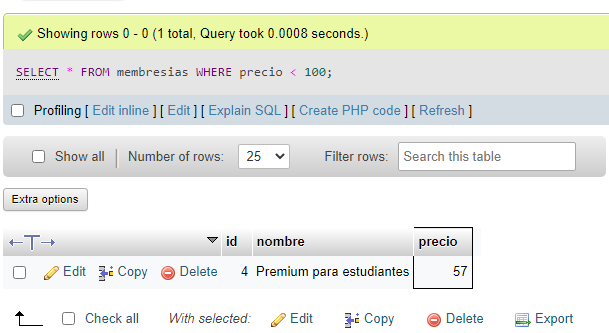 Showing rows 0 - 0 (1 total, Query took 0.0008 seconds.)
SELECT * FROM membresias WHERE precio < 100;
Profiling [ Edit inline ] [ Edit ] [ Explain SQL ] [ Create PHP code ] [ Refresh ]
Show all Number of rows: 25 Filter rows: Search this table
Extra options
id nombre precio
Edit Copy Delete 4 Premium para estudiantes 57
Check all With selected: Edit Copy Delete Export